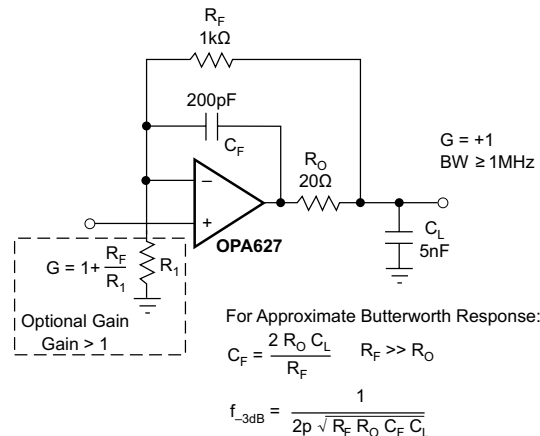 R_F
1kΩ
200pF
C_F
G = +1
BW ≥ 1MHz
R_O
20Ω
–
+
OPA627
C_L
5nF
G = 1+ R_F/R_1
R_1
Optional Gain
Gain > 1
For Approximate Butterworth Response:
C_F = 2 R_O C_L / R_F    R_F >> R_O
f_–3dB = 1 / 2p √ R_F R_O C_F C_L